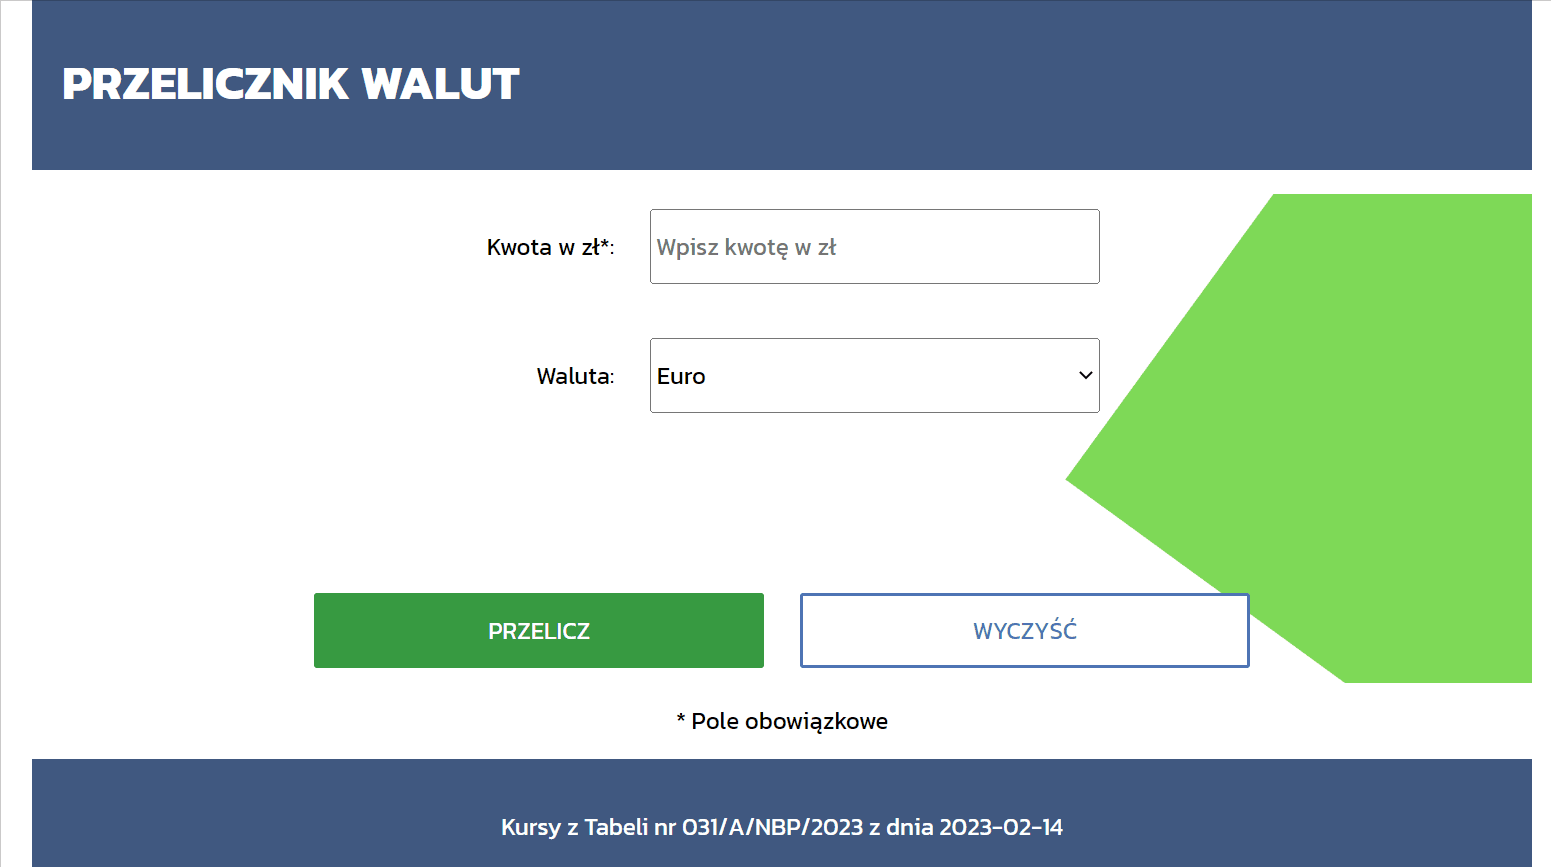 PRZELICZNIK WALUT
Kwota w zł*: Wpisz kwotę w zł
Waluta: Euro
PRZELICZ WYCZYŚĆ
* Pole obowiązkowe
Kursy z Tabeli nr 031/A/NBP/2023 z dnia 2023-02-14